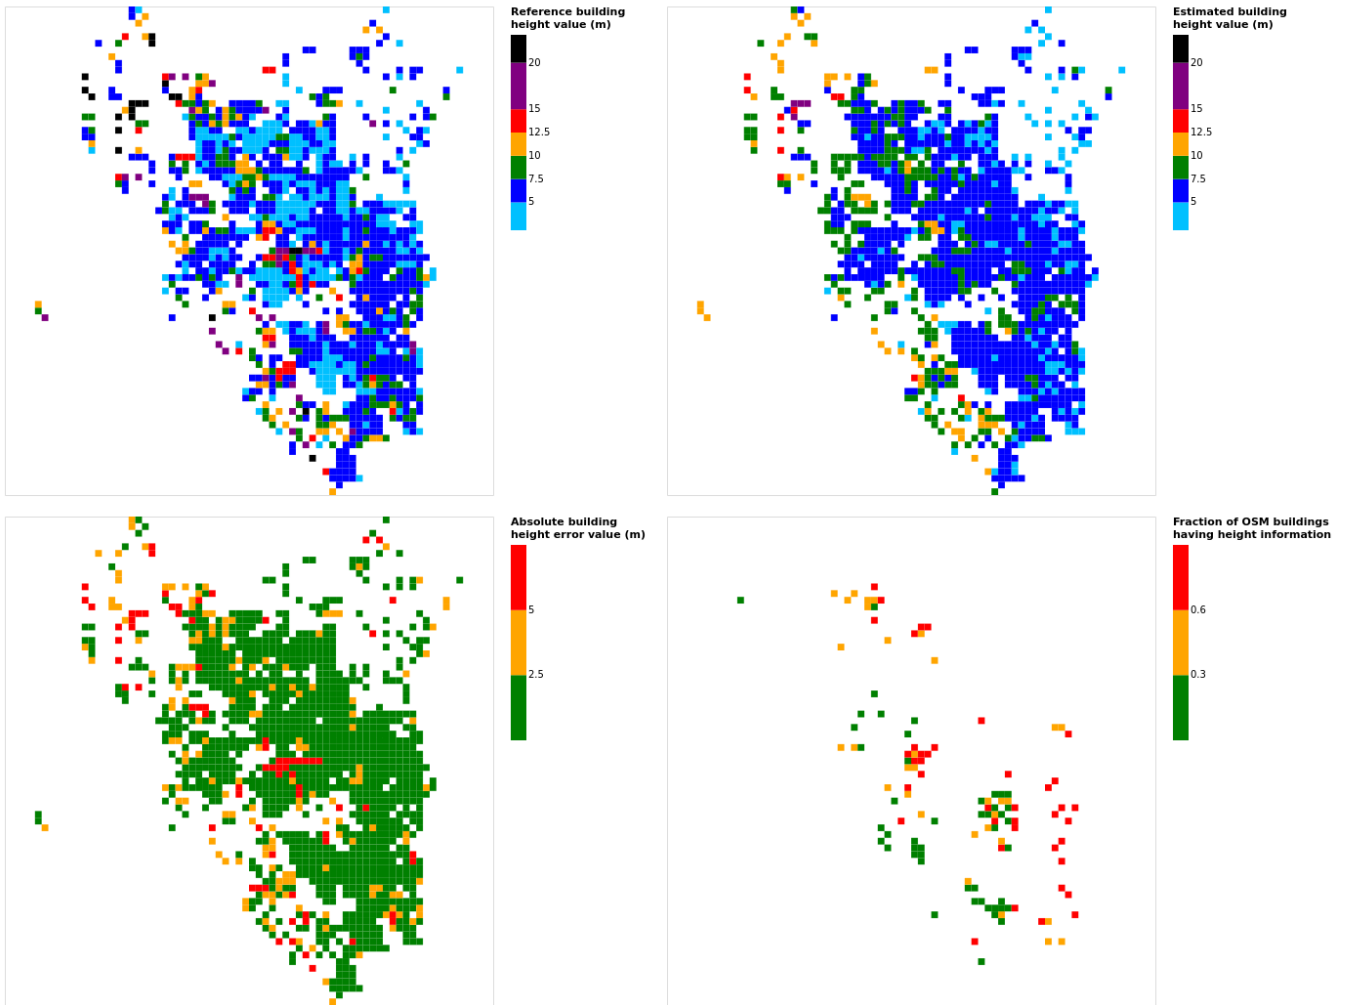 Reference building
height value (m)
20
15
12.5
10
7.5
5
Estimated building
height value (m)
20
15
12.5
10
7.5
5
Absolute building
height error value (m)
5
2.5
Fraction of OSM buildings
having height information
0.6
0.3